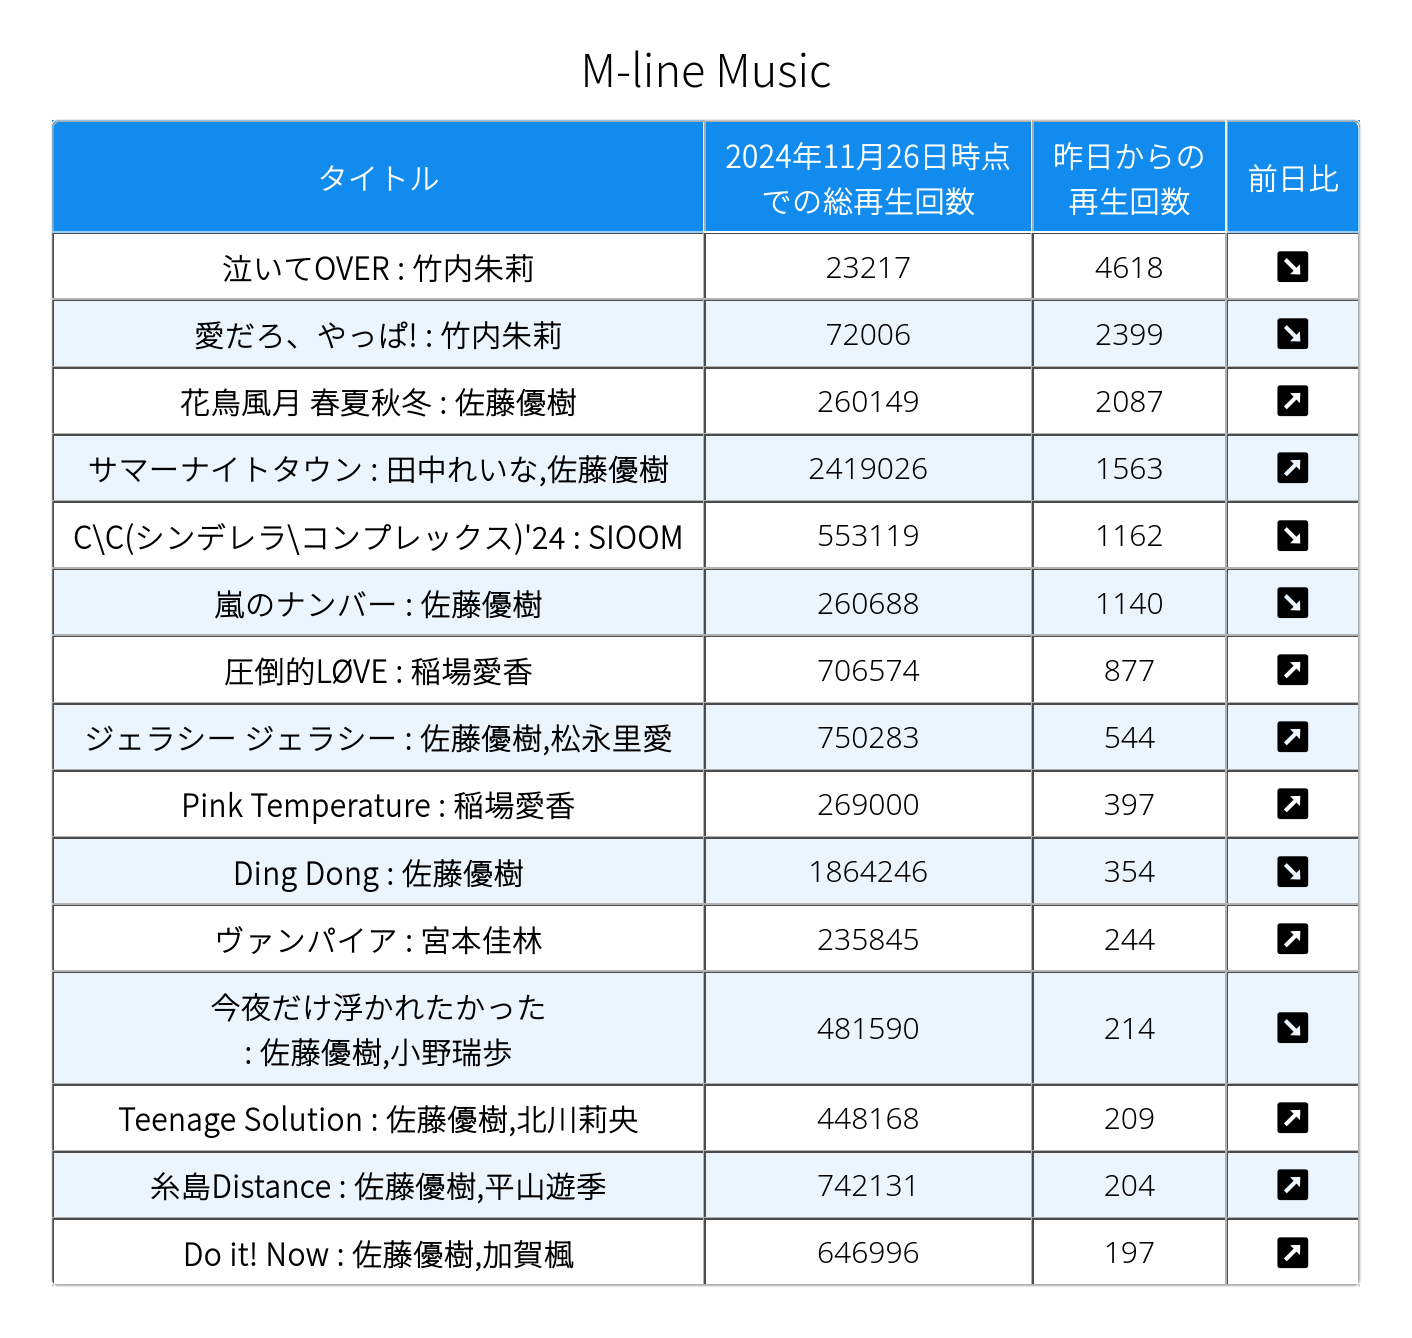 M-line Music
タイトル
2024年11月26日時点
での総再生回数
昨日からの
再生回数
前日比
泣いてOVER : 竹内朱莉 23217 4618 ↘
愛だろ、やっぱ! : 竹内朱莉 72006 2399 ↘
花鳥風月 春夏秋冬 : 佐藤優樹 260149 2087 ↗
サマーナイトタウン : 田中れいな,佐藤優樹 2419026 1563 ↗
C\C(シンデレラ\コンプレックス)'24 : SIOOM 553119 1162 ↘
嵐のナンバー : 佐藤優樹 260688 1140 ↘
圧倒的LØVE : 稲場愛香 706574 877 ↗
ジェラシー ジェラシー : 佐藤優樹,松永里愛 750283 544 ↗
Pink Temperature : 稲場愛香 269000 397 ↗
Ding Dong : 佐藤優樹 1864246 354 ↘
ヴァンパイア : 宮本佳林 235845 244 ↗
今夜だけ浮かれたかった
: 佐藤優樹,小野瑞歩 481590 214 ↘
Teenage Solution : 佐藤優樹,北川莉央 448168 209 ↗
糸島Distance : 佐藤優樹,平山遊季 742131 204 ↗
Do it! Now : 佐藤優樹,加賀楓 646996 197 ↗